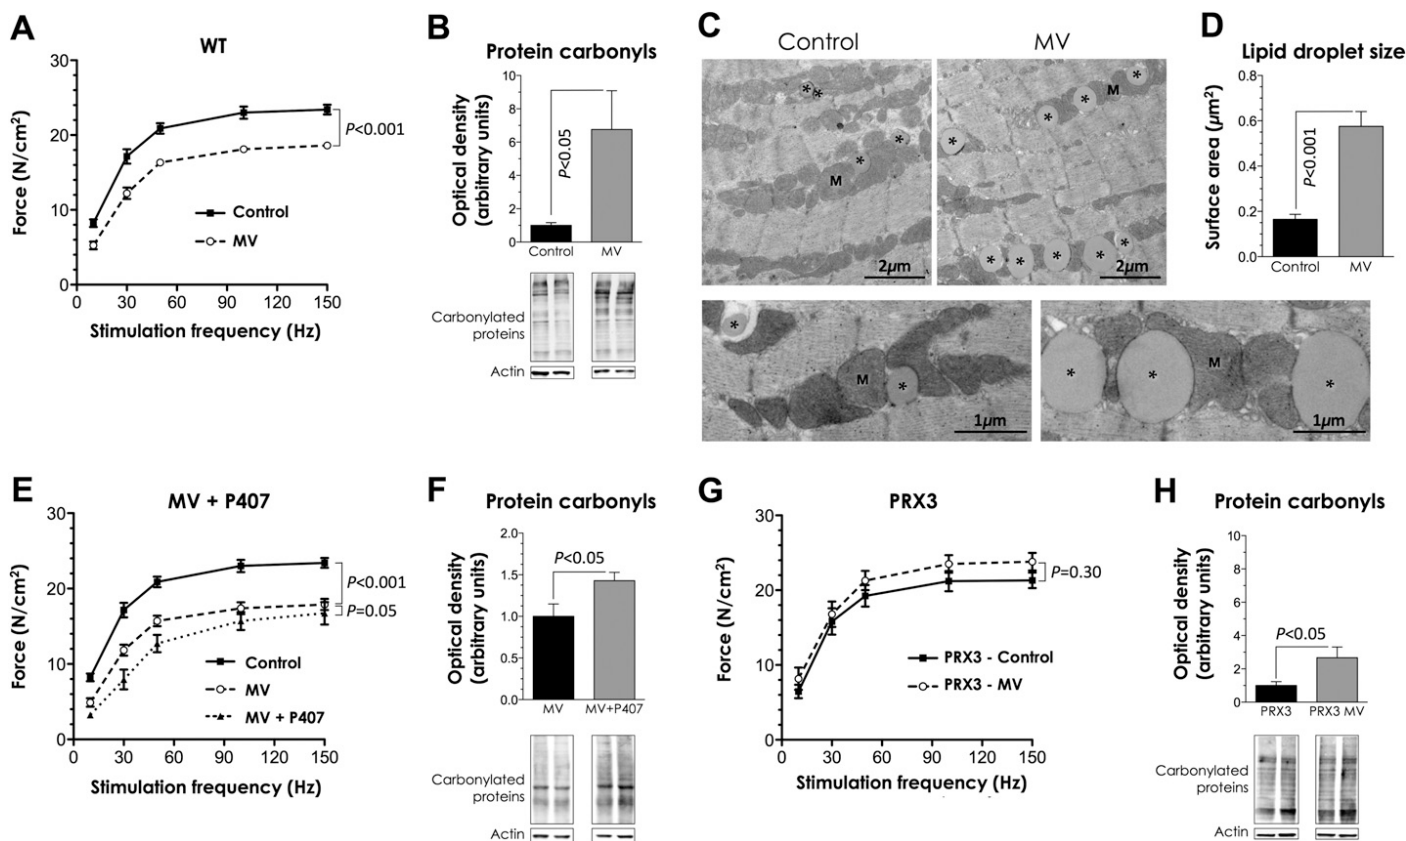 A
WT
Force (N/cm²)
30
20
10
0
0 30 60 90 120 150
Stimulation frequency (Hz)
P<0.001
Control
MV
B
Protein carbonyls
Optical density
(arbitrary units)
10
8
6
4
2
0
P<0.05
Control MV
Carbonylated
proteins
Actin
C
Control MV
*
*
*
*
M
2µm
*
*
M
*
*
*
*
*
*
*
2µm
*
M
*
1µm
*
*
M
*
1µm
D
Lipid droplet size
Surface area (µm²)
0.8
0.6
0.4
0.2
0.0
P<0.001
Control MV
E
MV + P407
Force (N/cm²)
30
20
10
0
0 30 60 90 120 150
Stimulation frequency (Hz)
P<0.001
P=0.05
Control
MV
MV + P407
F
Protein carbonyls
Optical density
(arbitrary units)
2.0
1.5
1.0
0.5
0.0
P<0.05
MV MV+P407
Carbonylated
proteins
Actin
G
PRX3
Force (N/cm²)
30
20
10
0
0 30 60 90 120 150
Stimulation frequency (Hz)
P=0.30
PRX3 - Control
PRX3 - MV
H
Protein carbonyls
Optical density
(arbitrary units)
10
8
6
4
2
0
P<0.05
PRX3 PRX3 MV
Carbonylated
proteins
Actin